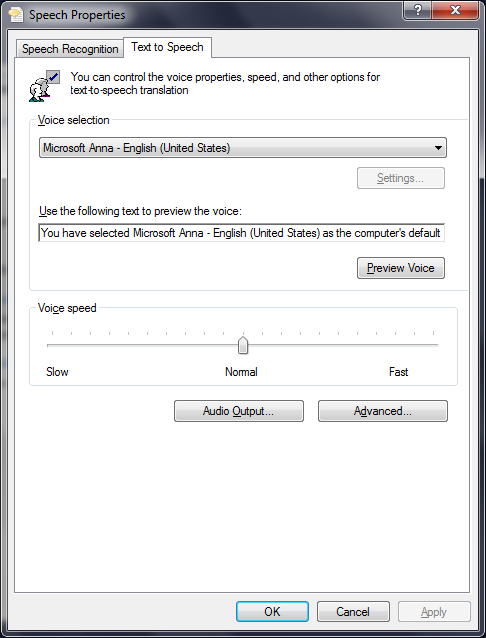 Speech Properties
Speech Recognition
Text to Speech
You can control the voice properties, speed, and other options for
text-to-speech translation
Voice selection
Microsoft Anna - English (United States)
Settings...
Use the following text to preview the voice:
You have selected Microsoft Anna - English (United States) as the computer's default
Preview Voice
Voice speed
Slow
Normal
Fast
Audio Output...
Advanced...
OK
Cancel
Apply